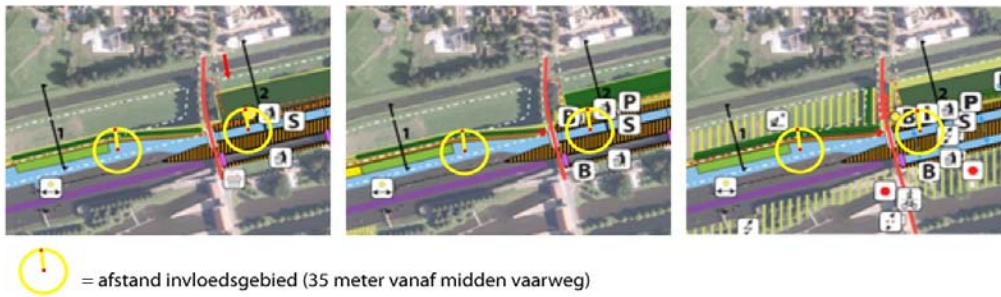 1
2
S
1
2
P
P
S
B
1
2
P
S
B
= afstand invloedsgebied (35 meter vanaf midden vaarweg)